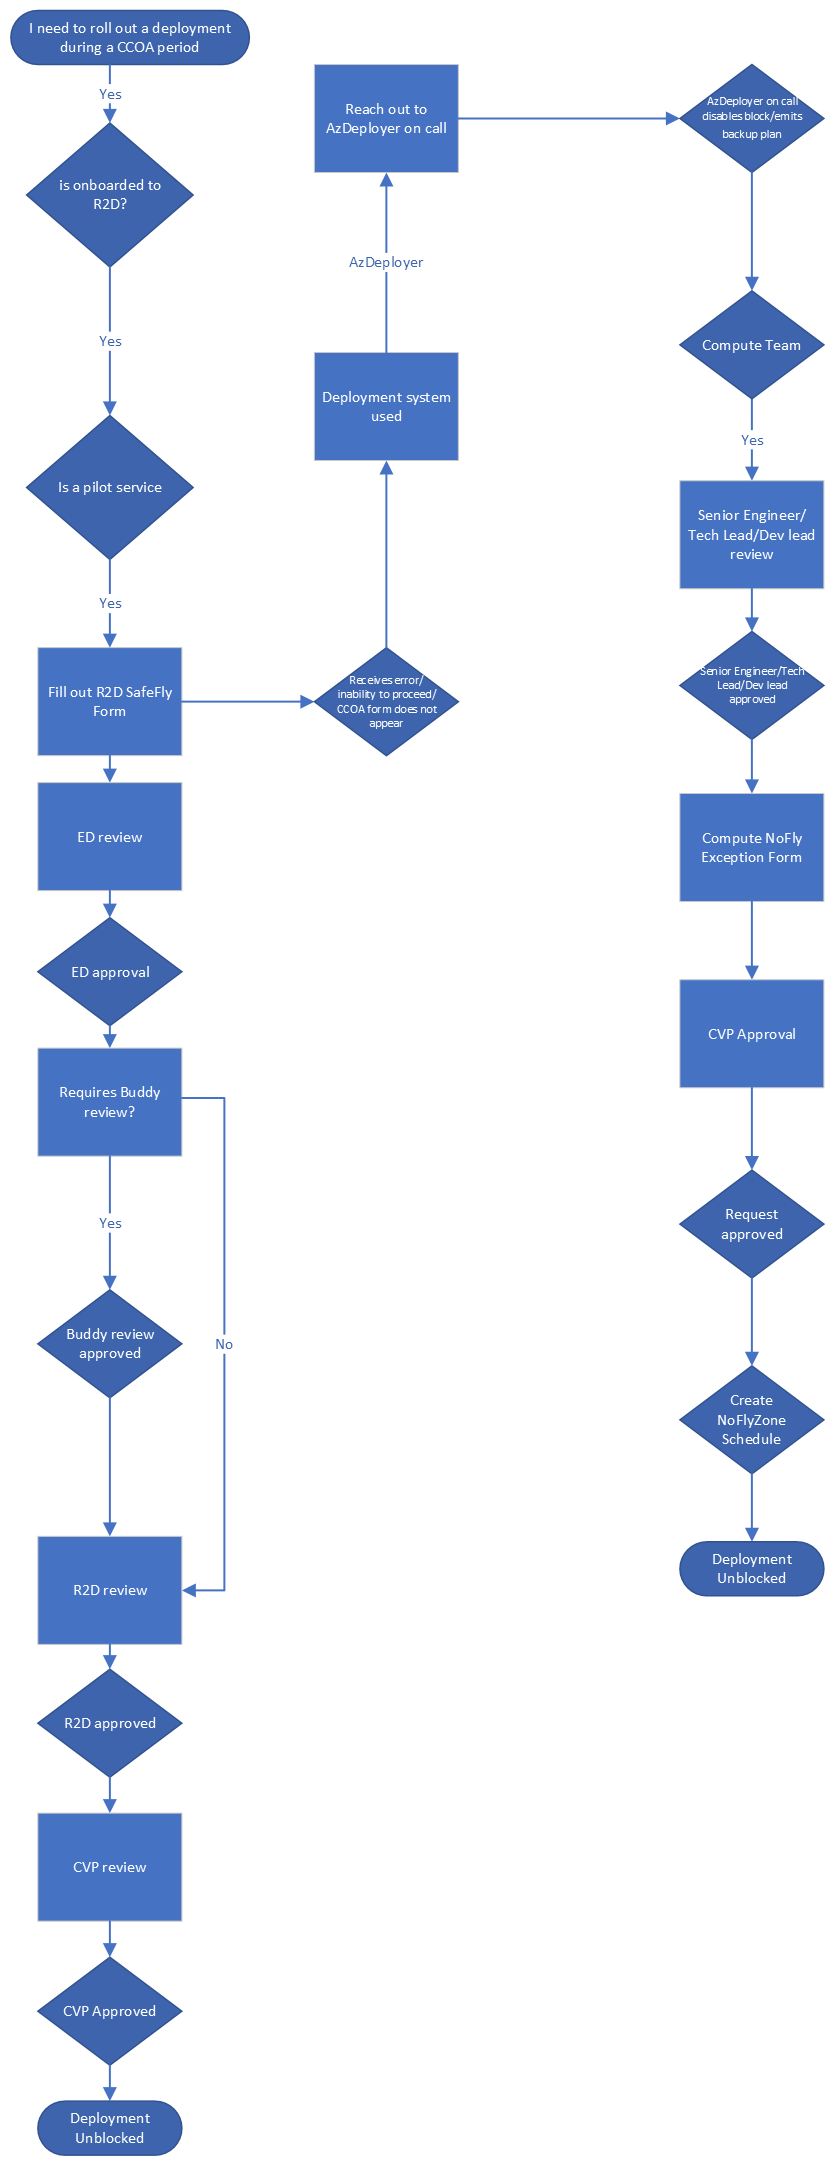 I need to roll out a deployment
during a CCOA period
Yes
is onboarded to
R2D?
Yes
Is a pilot service
Yes
Fill out R2D SafeFly
Form
ED review
ED approval
Requires Buddy
review?
Yes
No
Buddy review
approved
R2D review
R2D approved
CVP review
CVP Approved
Deployment
Unblocked
Receives error/
inability to proceed/
CCOA form does not
appear
Deployment system
used
AzDeployer
Reach out to
AzDeployer on call
AzDeployer on call
disables block/emits
backup plan
Compute Team
Yes
Senior Engineer/
Tech Lead/Dev lead
review
Senior Engineer/Tech
Lead/Dev lead
approved
Compute NoFly
Exception Form
CVP Approval
Request
approved
Create
NoFlyZone
Schedule
Deployment
Unblocked